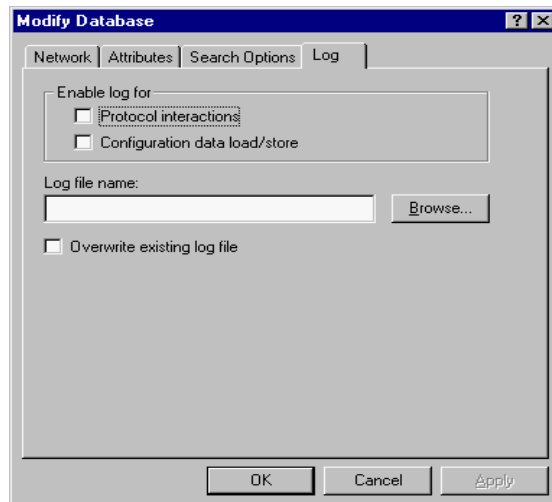 Modify Database
Network Attributes Search Options Log
Enable log for
Protocol interactions
Configuration data load/store
Log file name:
Browse...
Overwrite existing log file
OK Cancel Apply